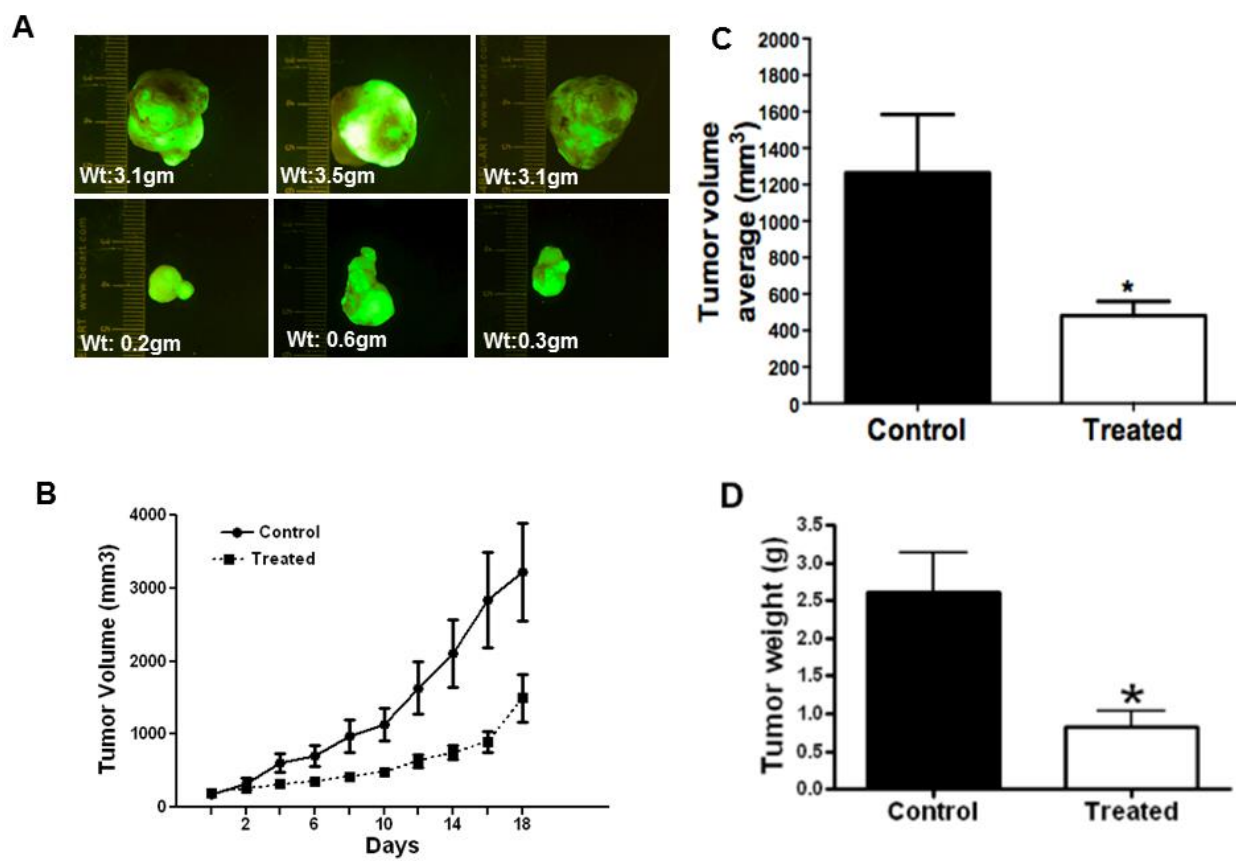 A
Wt:3.1gm
Wt:3.5gm
Wt:3.1gm
Wt: 0.2gm
Wt: 0.6gm
Wt:0.3gm
C
Tumor volume
average (mm³)
2000
1800
1600
1400
1200
1000
800
600
400
200
0
*
Control
Treated
B
Tumor Volume (mm3)
4000
3000
2000
1000
0
Control
Treated
2
6
10
14
18
Days
D
Tumor weight (g)
3.5
3.0
2.5
2.0
1.5
1.0
0.5
0.0
*
Control
Treated